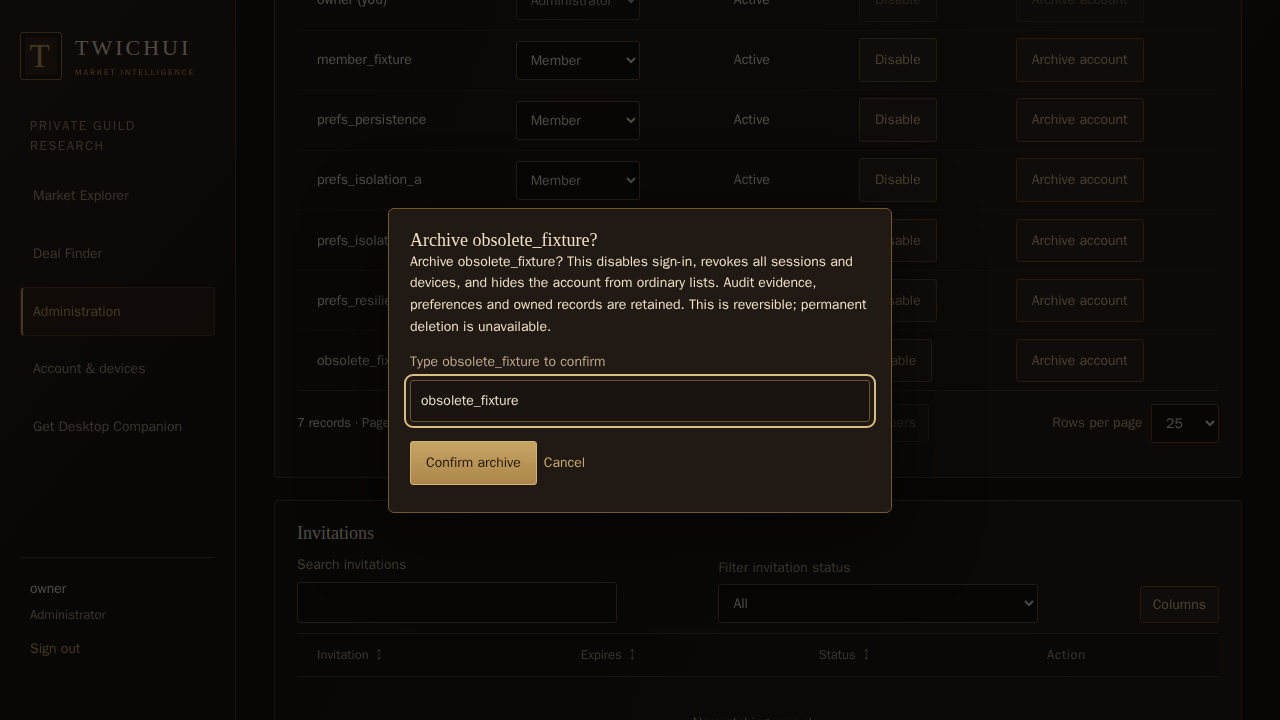 T
TWICHUI
MARKET INTELLIGENCE
PRIVATE GUILD
RESEARCH
Market Explorer
Deal Finder
Administration
Account & devices
Get Desktop Companion
owner
Administrator
Sign out
owner (you) Administrator Active Disable Archive account
member_fixture Member Active Disable Archive account
prefs_persistence Member Active Disable Archive account
prefs_isolation_a Member Active Disable Archive account
Archive account
Archive account
Archive account
Archive obsolete_fixture?
Archive obsolete_fixture? This disables sign-in, revokes all sessions and
devices, and hides the account from ordinary lists. Audit evidence,
preferences and owned records are retained. This is reversible; permanent
deletion is unavailable.
Type obsolete_fixture to confirm
obsolete_fixture
Confirm archive Cancel
7 records · Page Rows per page 25
Invitations
Search invitations
Filter invitation status
All
Columns
Invitation ↕ Expires ↕ Status ↕ Action